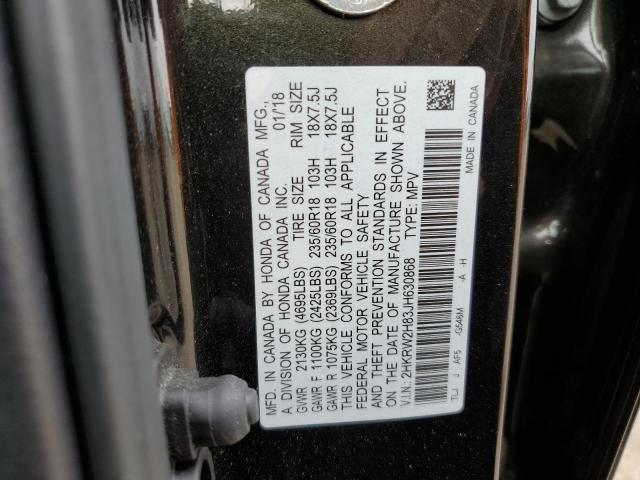 MFD. IN CANADA BY HONDA OF CANADA MFG.,
A DIVISION OF HONDA CANADA INC. 01/18
GVWR 2130KG (4695LBS) TIRE SIZE RIM SIZE
GAWR F 1100KG (2425LBS) 235/60R18 103H 18X7.5J
GAWR R 1075KG (2369LBS) 235/60R18 103H 18X7.5J
THIS VEHICLE CONFORMS TO ALL APPLICABLE
FEDERAL MOTOR VEHICLE SAFETY
AND THEFT PREVENTION STANDARDS IN EFFECT
ON THE DATE OF MANUFACTURE SHOWN ABOVE.
V.I.N.: 2HKRW2H83JH630868 TYPE: MPV
TLJ J AF5 -G546M -A -H
MADE IN CANADA